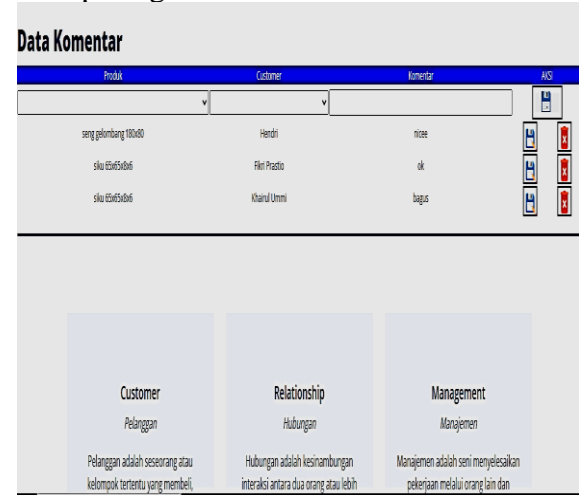 Data Komentar
Produk Customer Komentar AKSI
seng gelombang 180x80 Hendri nicee
siku 65x65x8x6 Fikri Prastio ok
siku 65x65x8x6 Khairul Ummi bagus
Customer Relationship Management
Pelanggan Hubungan Manajemen
Pelanggan adalah seseorang atau Hubungan adalah kesinambungan Manajemen adalah seni menyelesaikan
kelompok tertentu yang membeli, interaksi antara dua orang atau lebih pekerjaan melalui orang lain dan